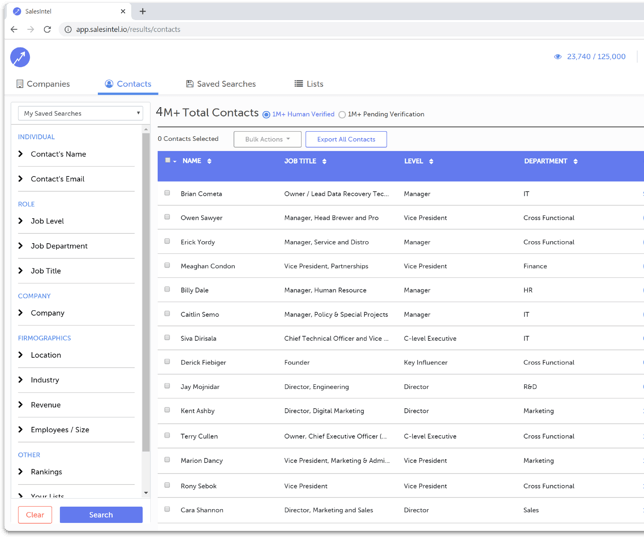 SalesIntel
app.salesintel.io/results/contacts
23,740 / 125,000
Companies
Contacts
Saved Searches
Lists
My Saved Searches
INDIVIDUAL
Contact's Name
Contact's Email
ROLE
Job Level
Job Department
Job Title
COMPANY
Company
FIRMOGRAPHICS
Location
Industry
Revenue
Employees / Size
OTHER
Rankings
Your Lists
Clear
Search
4M+ Total Contacts 1M+ Human Verified 1M+ Pending Verification
0 Contacts Selected Bulk Actions Export All Contacts
NAME JOB TITLE LEVEL DEPARTMENT
Brian Cometa Owner / Lead Data Recovery Tec... Manager IT
Owen Sawyer Manager, Head Brewer and Pro Vice President Cross Functional
Erick Yordy Manager, Service and Distro Manager Cross Functional
Meaghan Condon Vice President, Partnerships Vice President Finance
Billy Dale Manager, Human Resource Manager HR
Caitlin Semo Manager, Policy & Special Projects Manager IT
Siva Dirisala Chief Technical Officer and Vice ... C-level Executive IT
Derick Fiebiger Founder Key Influencer Cross Functional
Jay Mojnidar Director, Engineering Director R&D
Kent Ashby Director, Digital Marketing Director Marketing
Terry Cullen Owner, Chief Executive Officer (... C-level Executive Cross Functional
Marion Dancy Vice President, Marketing & Admi... Vice President Marketing
Rony Sebok Vice President Vice President Cross Functional
Cara Shannon Director, Marketing and Sales Director Sales